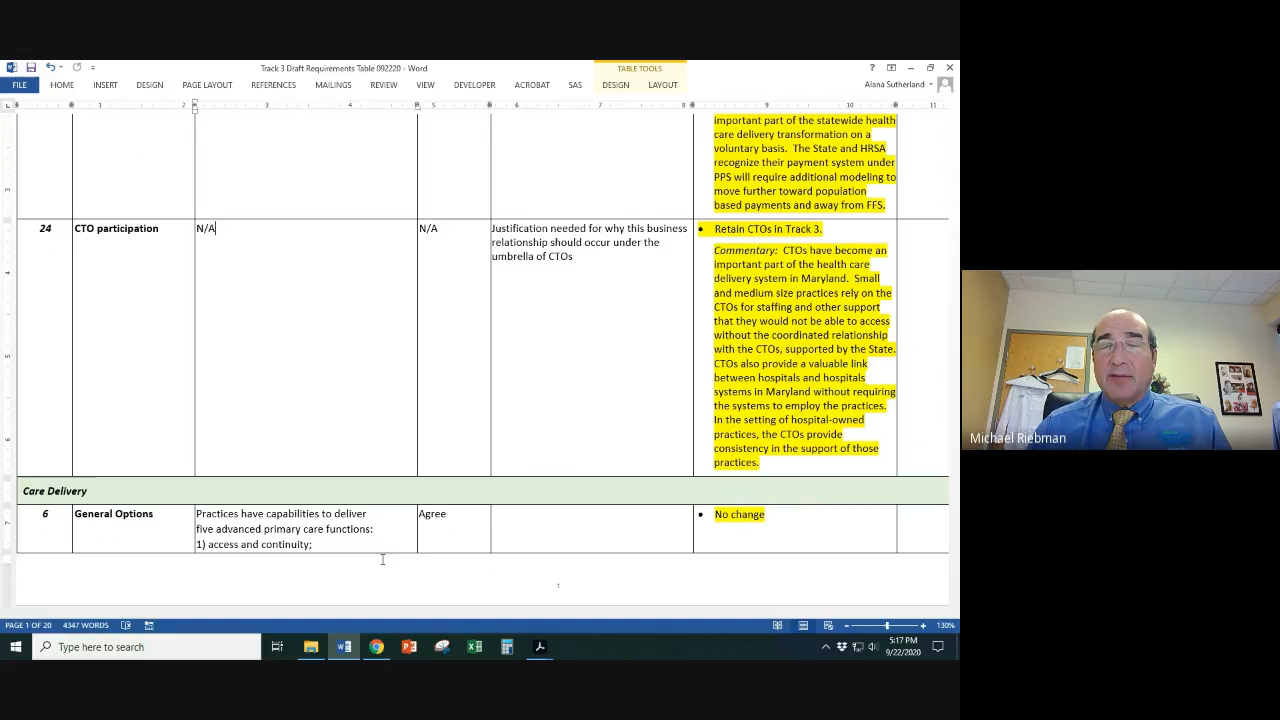 Track 3 Draft Requirements Table 092220 - Word
TABLE TOOLS
FILE HOME INSERT DESIGN PAGE LAYOUT REFERENCES MAILINGS REVIEW VIEW DEVELOPER ACROBAT SAS DESIGN LAYOUT
Alana Sutherland
2 3 4 5 6 7 8 9 10 11
important part of the statewide health
care delivery transformation on a
voluntary basis. The State and HRSA
recognize their payment system under
PPS will require additional modeling to
move further toward population
based payments and away from FFS.
24
CTO participation
N/A
N/A
Justification needed for why this business
relationship should occur under the
umbrella of CTOs
• Retain CTOs in Track 3.
Commentary: CTOs have become an
important part of the health care
delivery system in Maryland. Small
and medium size practices rely on the
CTOs for staffing and other support
that they would not be able to access
without the coordinated relationship
with the CTOs, supported by the State.
CTOs also provide a valuable link
between hospitals and hospitals
systems in Maryland without requiring
the systems to employ the practices.
In the setting of hospital-owned
practices, the CTOs provide
consistency in the support of those
practices.
Care Delivery
6
General Options
Practices have capabilities to deliver
five advanced primary care functions:
1) access and continuity;
Agree
• No change
1
PAGE 1 OF 20 4347 WORDS
130%
Type here to search
5:17 PM
9/22/2020
Michael Riebman